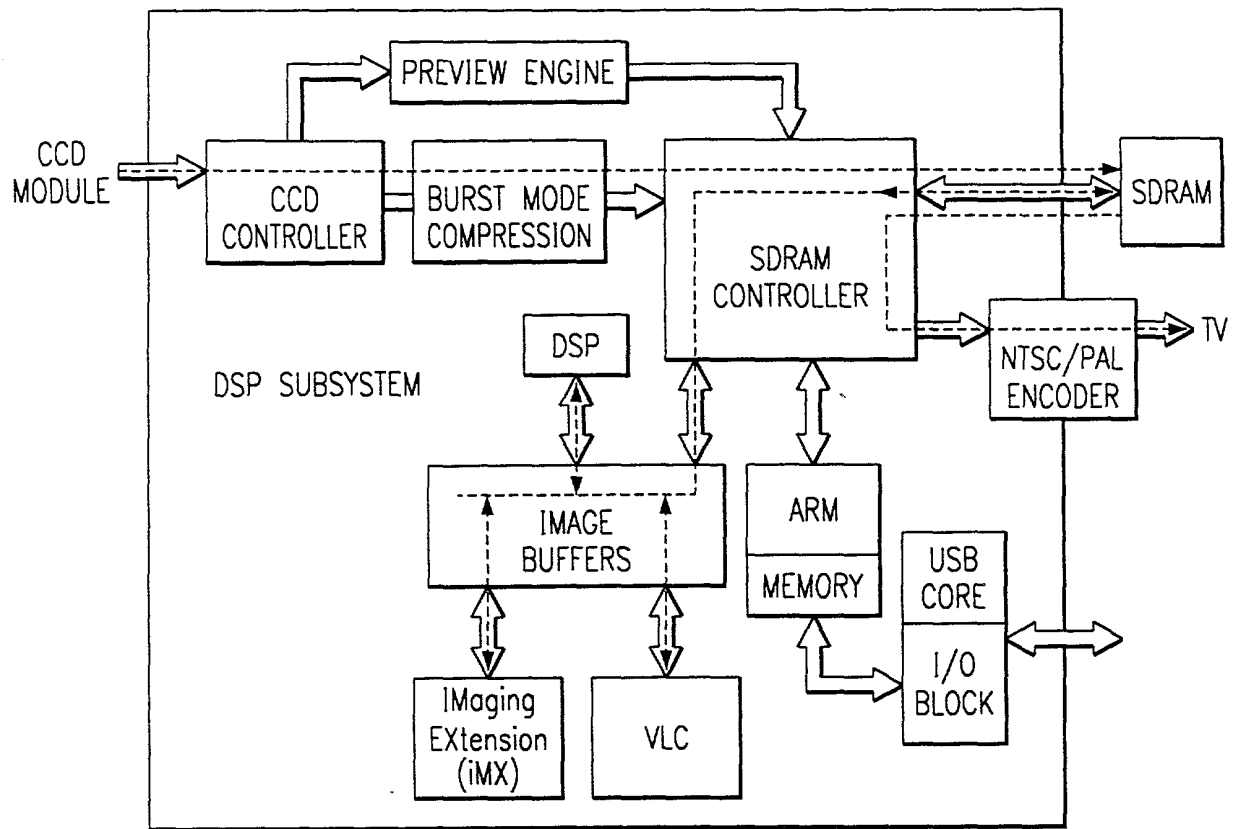 PREVIEW ENGINE
CCD
MODULE
CCD
CONTROLLER
BURST MODE
COMPRESSION
SDRAM
CONTROLLER
SDRAM
NTSC/PAL
ENCODER
TV
DSP
DSP SUBSYSTEM
IMAGE
BUFFERS
ARM
MEMORY
USB
CORE
I/O
BLOCK
IMaging
EXtension
(iMX)
VLC